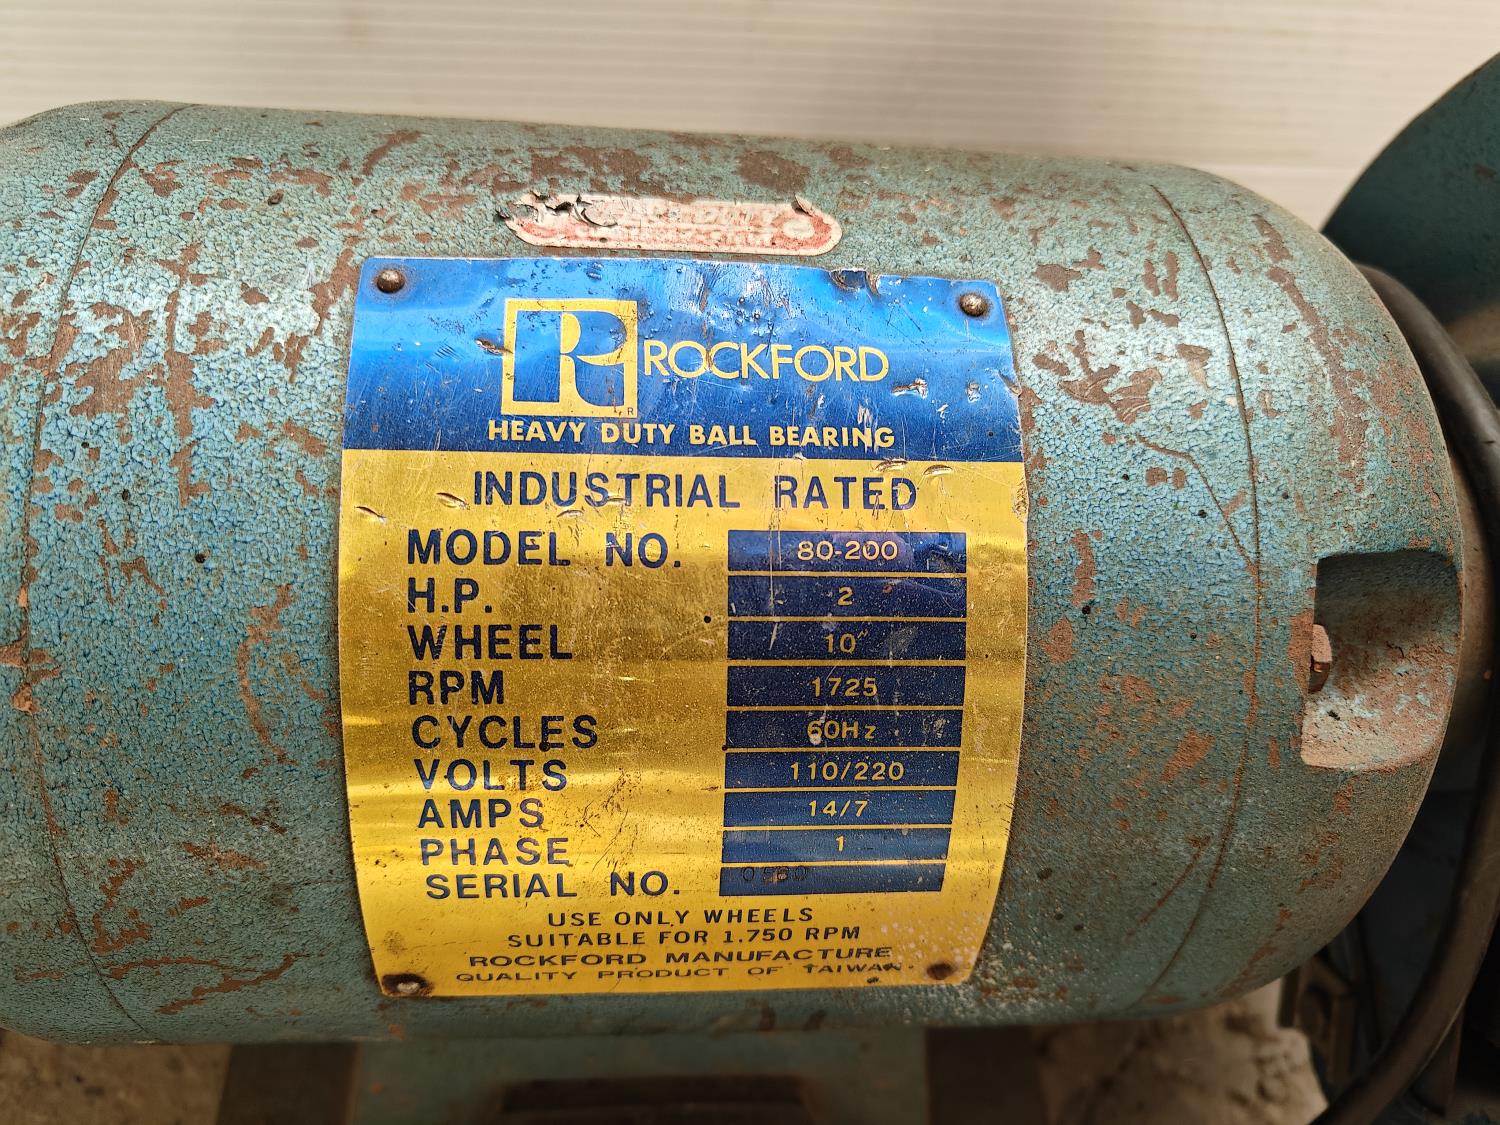 ROCKFORD
HEAVY DUTY BALL BEARING
INDUSTRIAL RATED
MODEL NO. 80-200
H.P. 2
WHEEL 10"
RPM 1725
CYCLES 60Hz
VOLTS 110/220
AMPS 14/7
PHASE 1
SERIAL NO.
USE ONLY WHEELS
SUITABLE FOR 1.750 RPM
ROCKFORD MANUFACTURE
QUALITY PRODUCT OF TAIWAN.